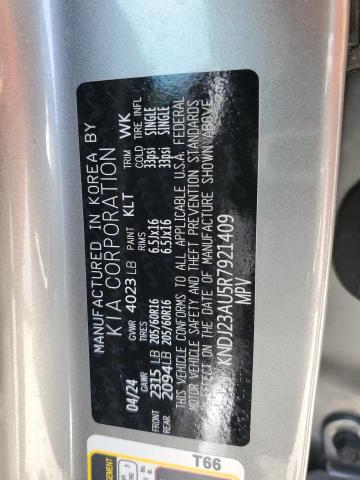 MANUFACTURED IN KOREA BY
KIA CORPORATION
GVWR 4023 LB PAINT KLT TRIM WK
04/24 GAWR TIRES RIMS COLD TIRE INFL
2315 LB 205/60R16 6.5Jx16 33psi SINGLE
REAR 2094 LB 205/60R16 6.5Jx16 33psi SINGLE
THIS VEHICLE CONFORMS TO ALL APPLICABLE U.S.A. FEDERAL
MOTOR VEHICLE SAFETY AND THEFT PREVENTION STANDARDS
IN EFFECT ON THE DATE OF MANUFACTURE SHOWN ABOVE
KNDJ23AU5R7921409
MPV
T66